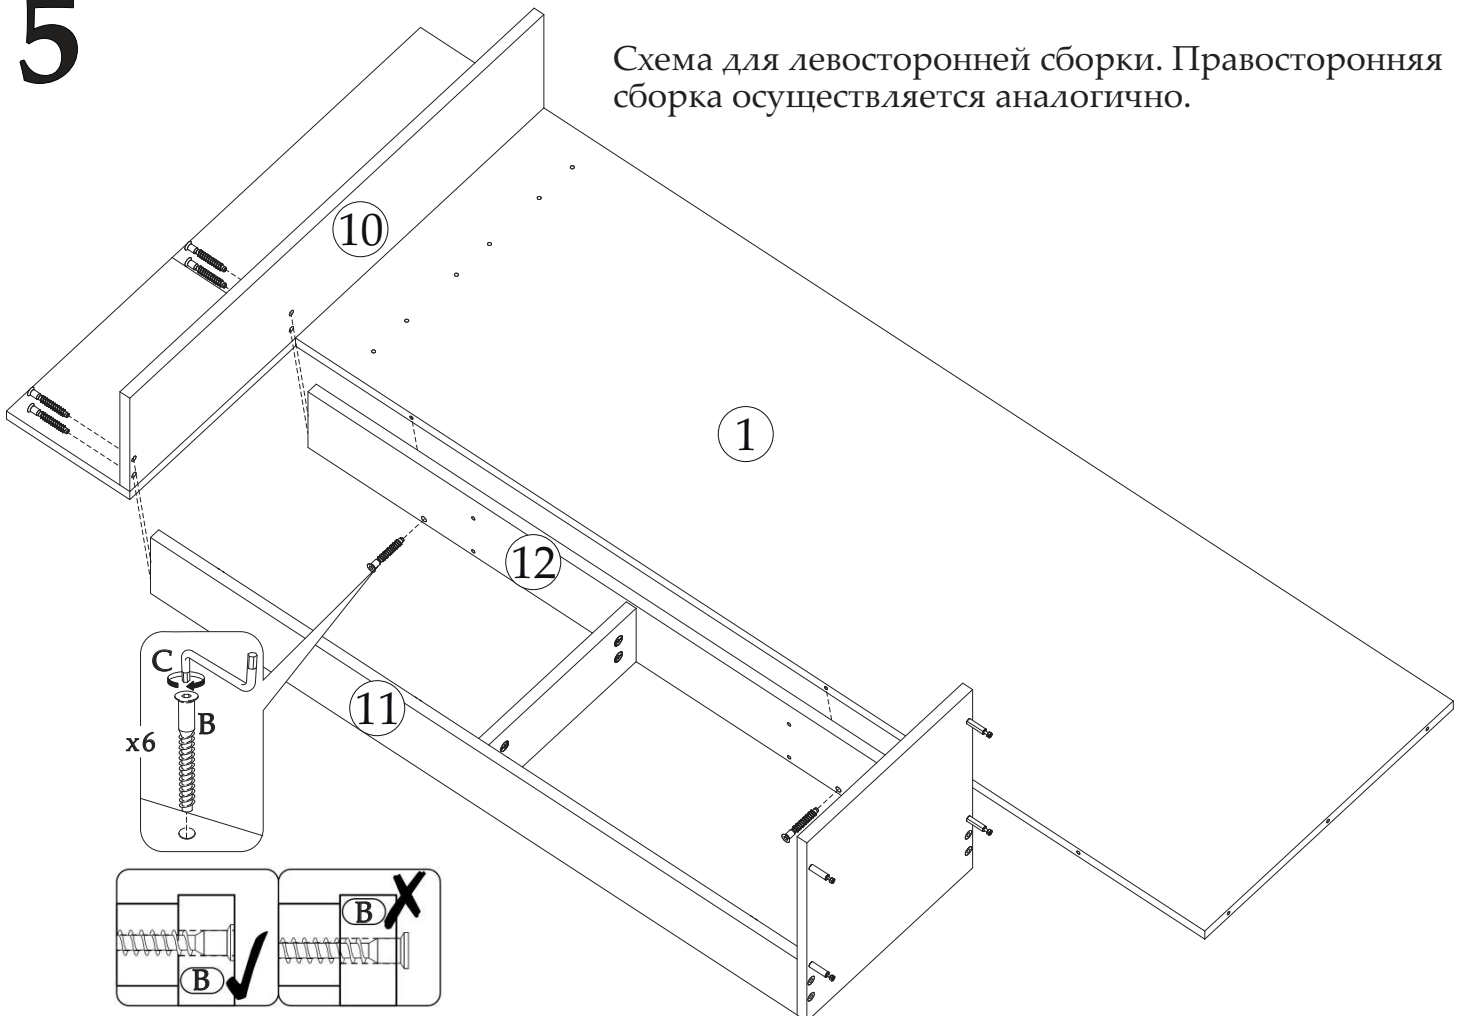 5
Схема для левосторонней сборки. Правосторонняя
сборка осуществляется аналогично.
10
1
12
11
C
B
x6
B
B